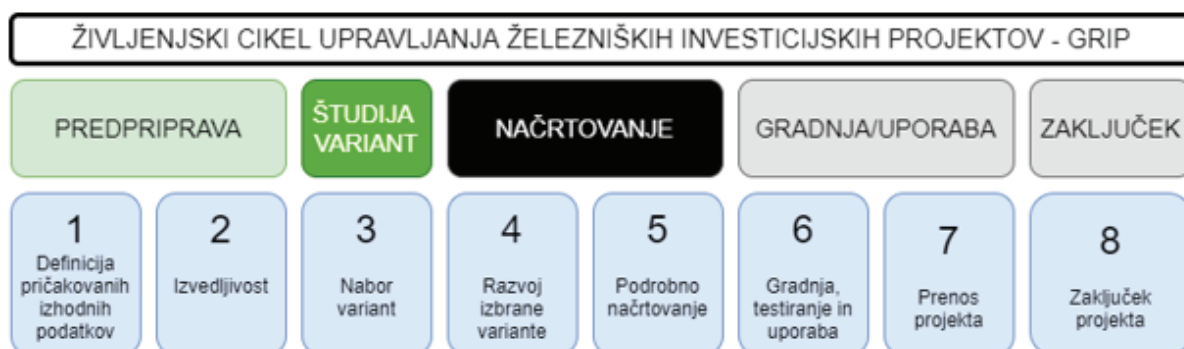 ŽIVLJENJSKI CIKEL UPRAVLJANJA ŽELEZNIŠKIH INVESTICIJSKIH PROJEKTOV - GRIP
PREDPRIPRAVA
ŠTUDIJA
VARIANT
NAČRTOVANJE
GRADNJA/UPORABA
ZAKLJUČEK
1
Definicija
pričakovanih
izhodnih
podatkov
2
Izvedljivost
3
Nabor
variant
4
Razvoj
izbrane
variante
5
Podrobno
načrtovanje
6
Gradnja,
testiranje in
uporaba
7
Prenos
projekta
8
Zaključek
projekta